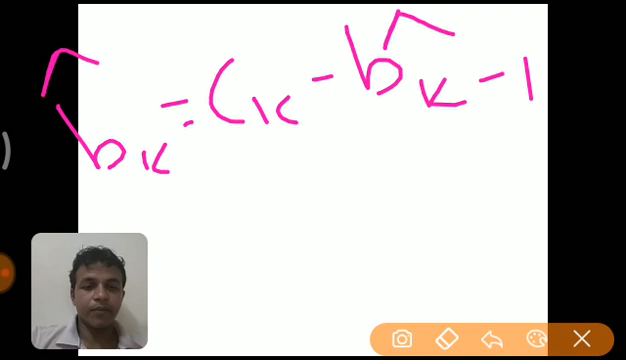 b̂ k = Ck - b̂ k - 1